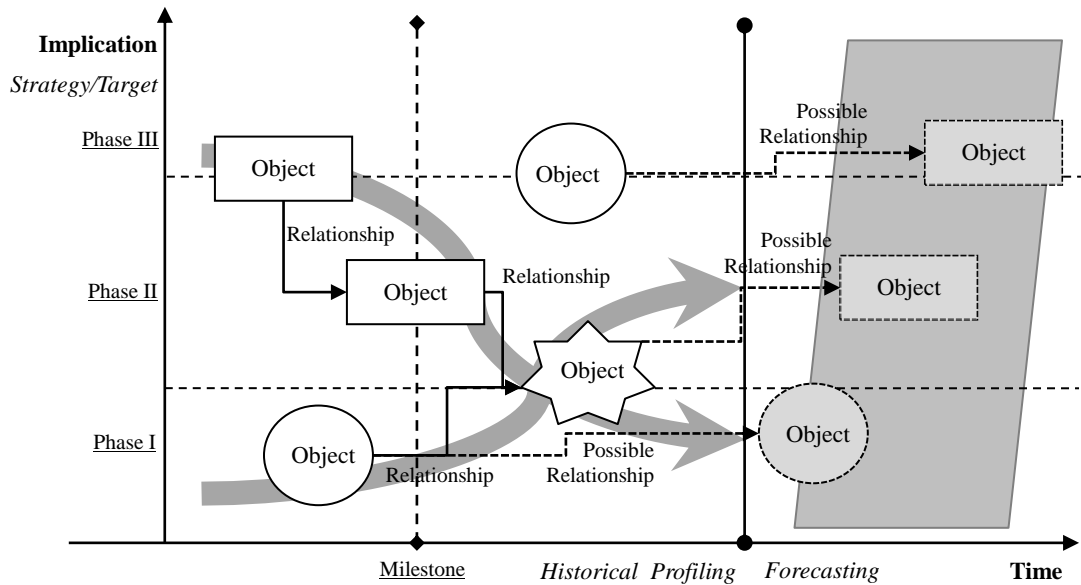 Implication
Strategy/Target
Phase III
Object
Object
Possible
Relationship
Object
Relationship
Phase II
Object
Relationship
Possible
Relationship
Object
Object
Phase I
Object
Relationship
Possible
Relationship
Object
Milestone
Historical Profiling
Forecasting
Time